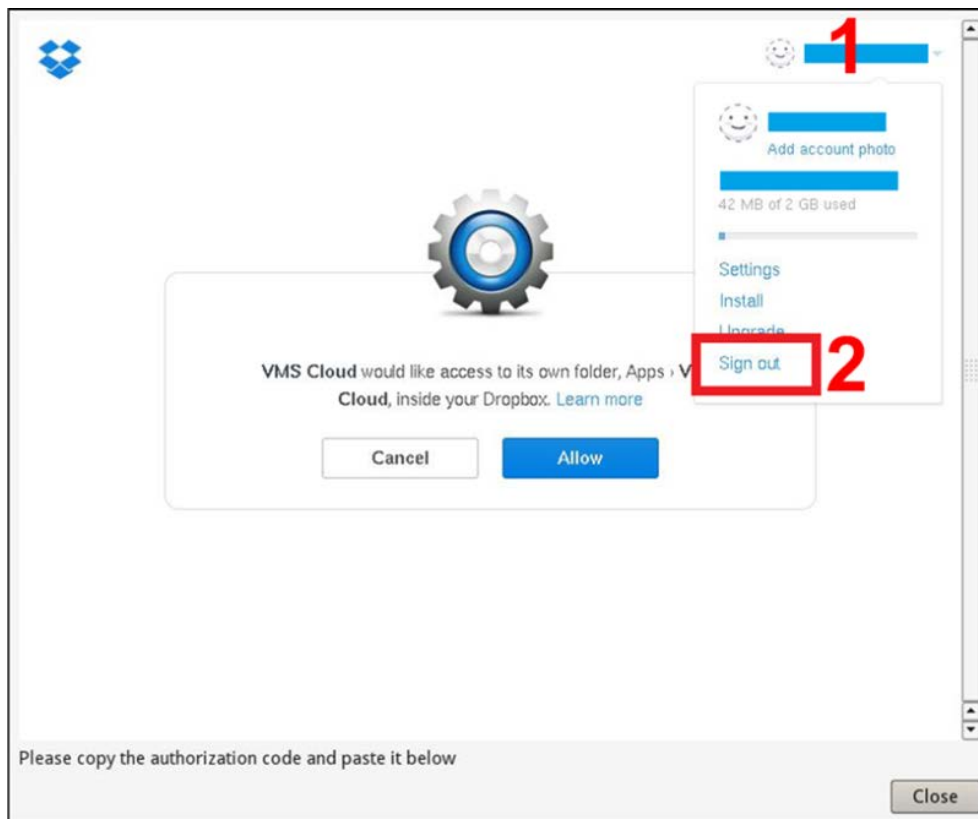 1
Add account photo
42 MB of 2 GB used
Settings
Install
Upgrade
Sign out
2
VMS Cloud would like access to its own folder, Apps › V
Cloud, inside your Dropbox. Learn more
Cancel
Allow
Please copy the authorization code and paste it below
Close